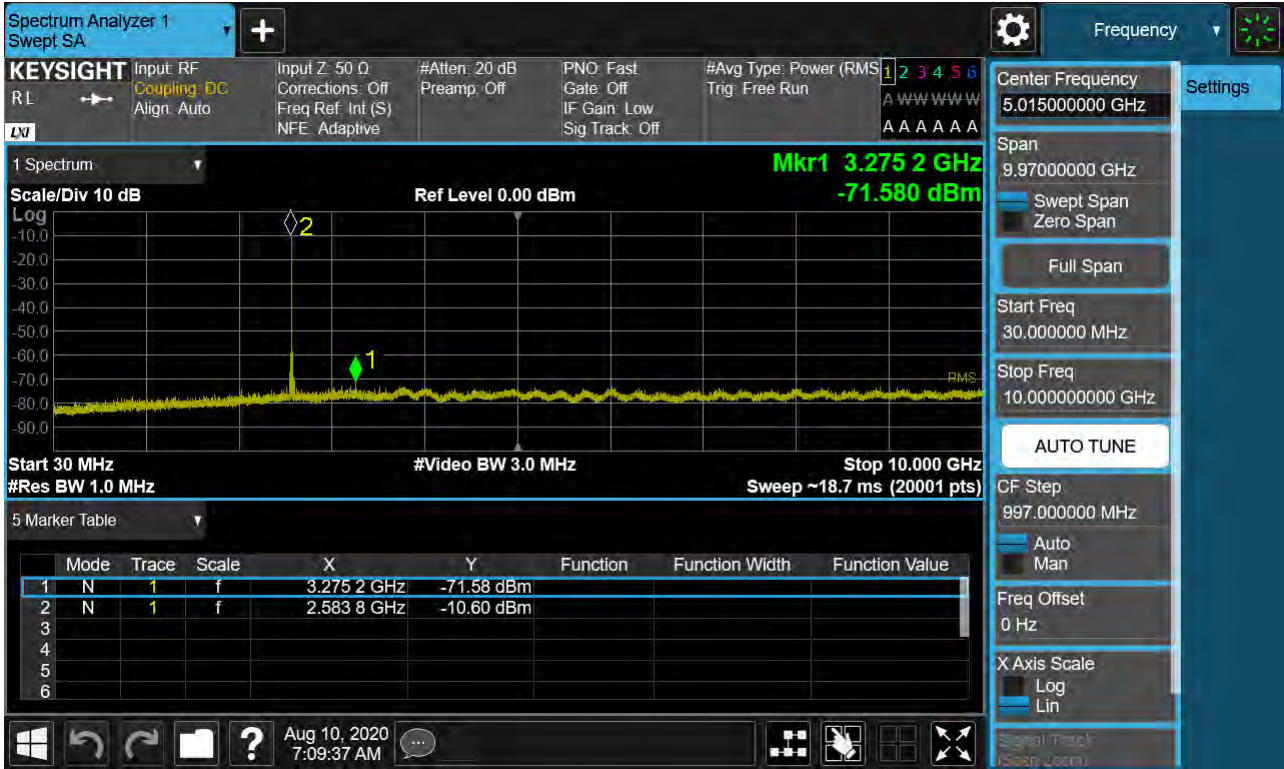 Spectrum Analyzer 1
Swept SA
+
Frequency
KEYSIGHT
R L
LXI
Input: RF
Coupling: DC
Align: Auto
Input Z: 50 Ω
Corrections: Off
Freq Ref: Int (S)
NFE: Adaptive
#Atten: 20 dB
Preamp: Off
PNO: Fast
Gate: Off
IF Gain: Low
Sig Track: Off
#Avg Type: Power (RMS
Trig: Free Run
1 2 3 4 5 6
A W W W W W
A A A A A A
1 Spectrum
Scale/Div 10 dB
Ref Level 0.00 dBm
Mkr1 3.275 2 GHz
-71.580 dBm
Log
-10.0
-20.0
-30.0
-40.0
-50.0
-60.0
-70.0
-80.0
-90.0
2
1
RMS
Start 30 MHz
#Video BW 3.0 MHz
Stop 10.000 GHz
#Res BW 1.0 MHz
Sweep ~18.7 ms (20001 pts)
5 Marker Table
Mode Trace Scale X Y Function Function Width Function Value
1 N 1 f 3.275 2 GHz -71.58 dBm
2 N 1 f 2.583 8 GHz -10.60 dBm
3
4
5
6
Aug 10, 2020
7:09:37 AM
?
Center Frequency
5.015000000 GHz
Settings
Span
9.97000000 GHz
Swept Span
Zero Span
Full Span
Start Freq
30.000000 MHz
Stop Freq
10.000000000 GHz
AUTO TUNE
CF Step
997.000000 MHz
Auto
Man
Freq Offset
0 Hz
X Axis Scale
Log
Lin
Signal Track
(Span Zoom)